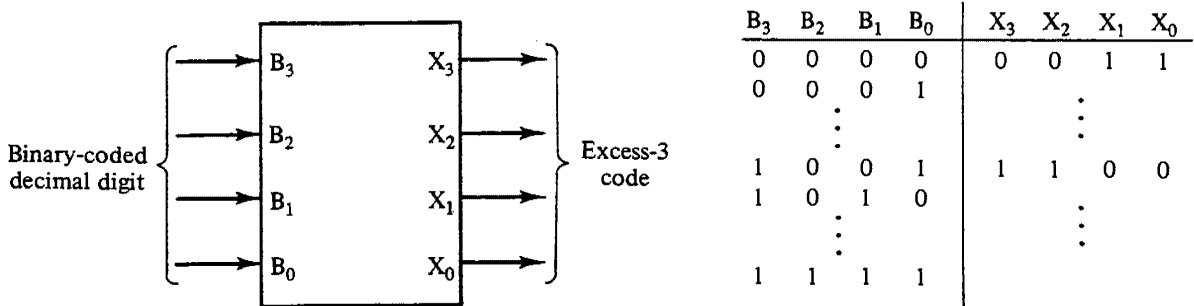 Binary-coded
decimal digit
B₃
B₂
B₁
B₀
X₃
X₂
X₁
X₀
Excess-3
code
B₃ B₂ B₁ B₀ X₃ X₂ X₁ X₀
0 0 0 0 0 0 1 1
0 0 0 1
1 0 0 1 1 1 0 0
1 0 1 0
1 1 1 1